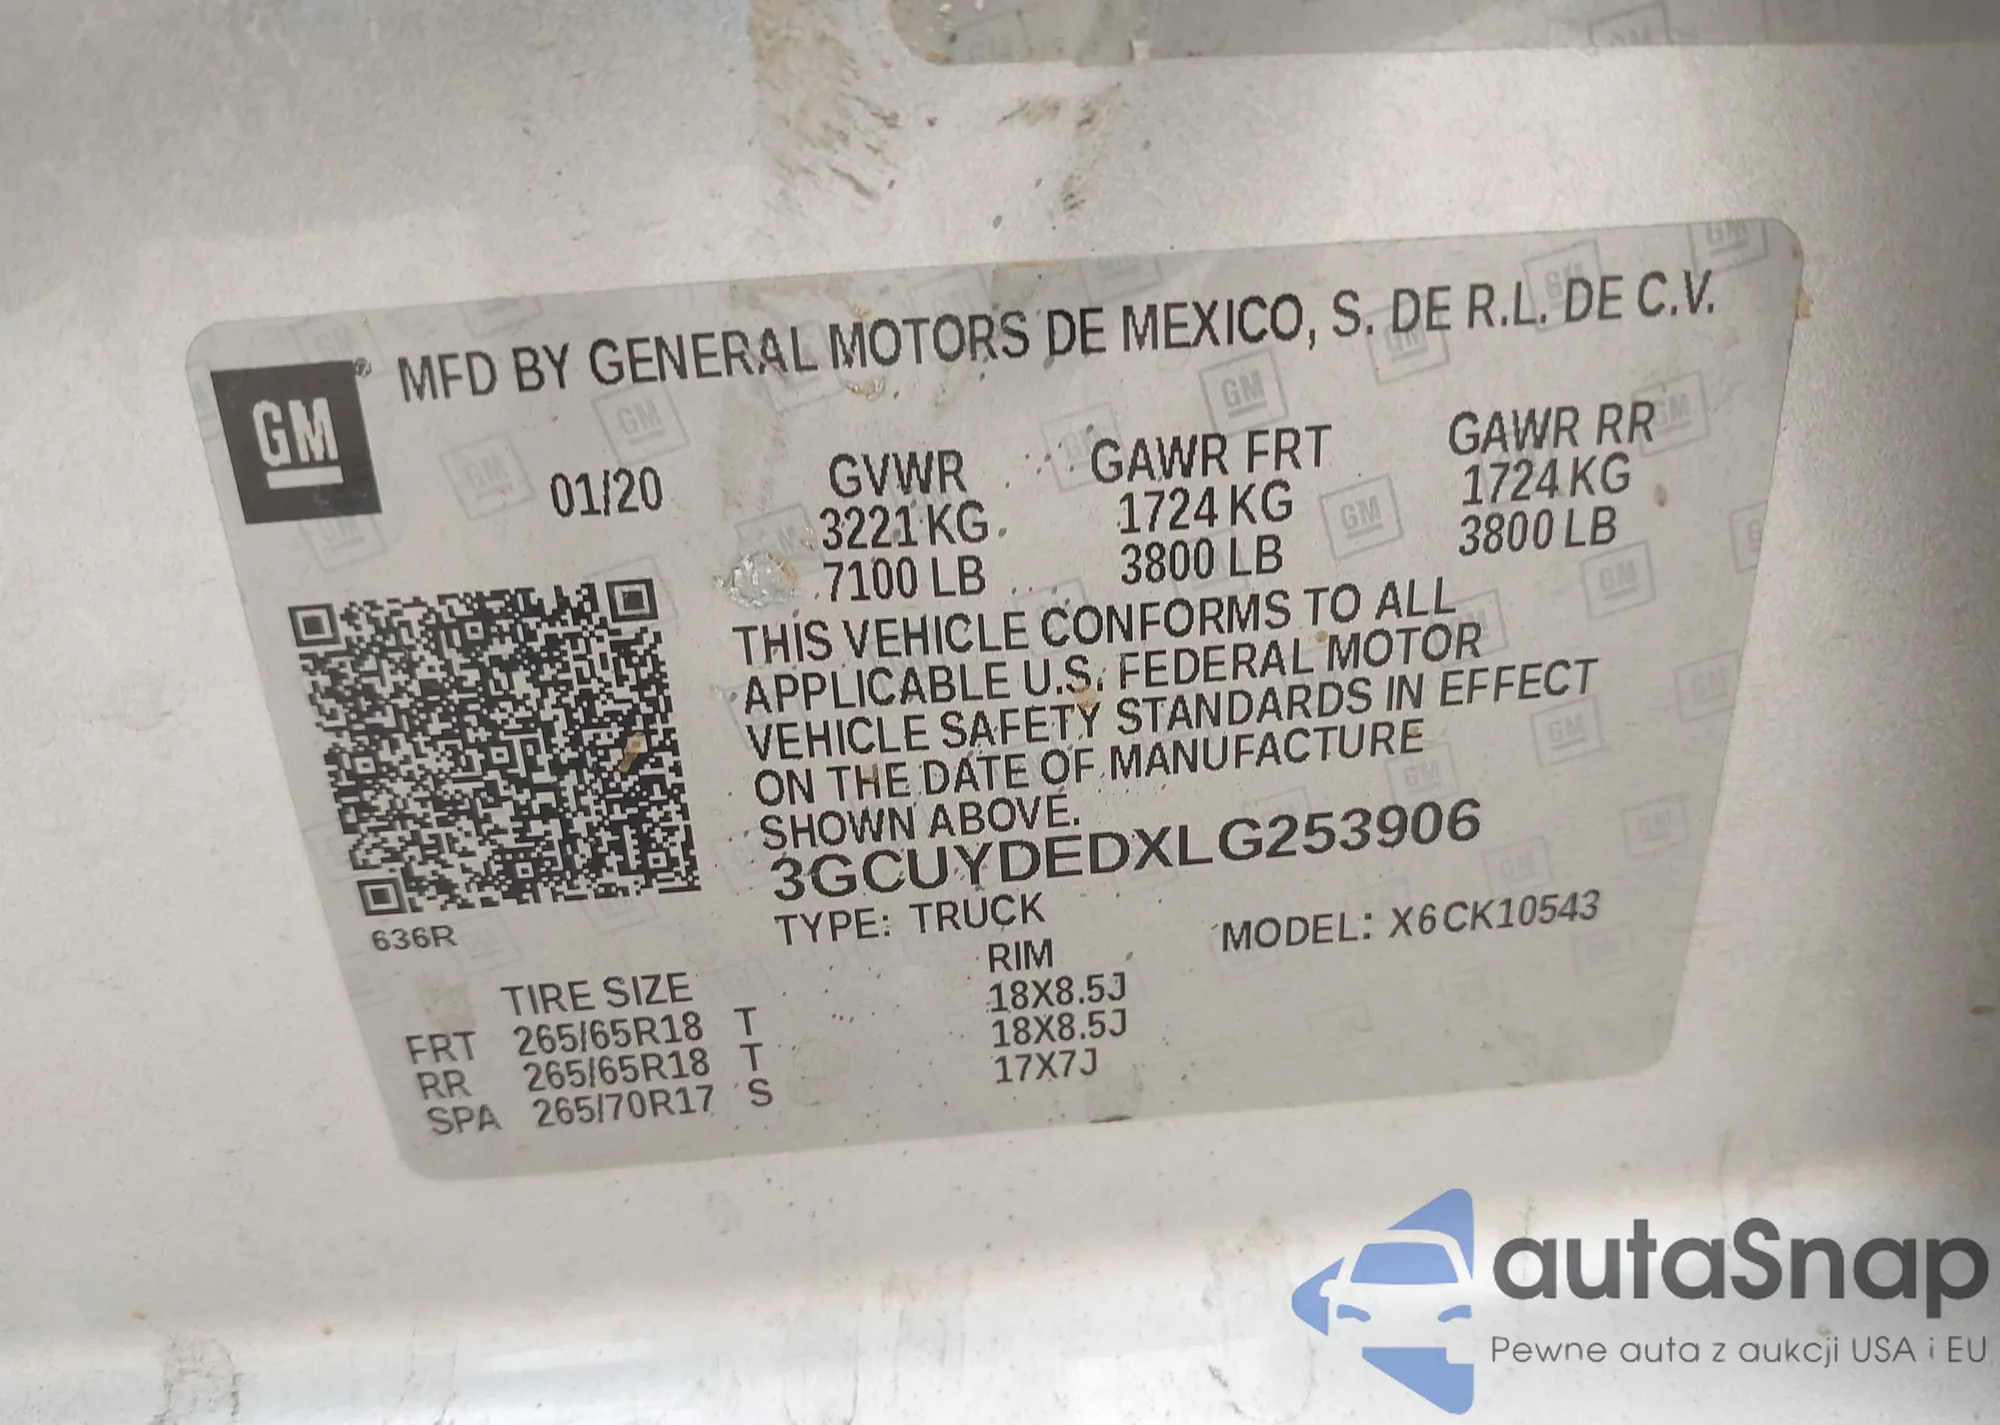 GM
MFD BY GENERAL MOTORS DE MEXICO, S. DE R.L. DE C.V.
01/20 GVWR GAWR FRT GAWR RR
3221 KG 1724 KG 1724 KG
7100 LB 3800 LB 3800 LB
THIS VEHICLE CONFORMS TO ALL
APPLICABLE U.S. FEDERAL MOTOR
VEHICLE SAFETY STANDARDS IN EFFECT
ON THE DATE OF MANUFACTURE
SHOWN ABOVE.
3GCUYDEDXLG253906
636R
TYPE: TRUCK MODEL: X6CK10543
TIRE SIZE RIM
FRT 265/65R18 T 18X8.5J
RR 265/65R18 T 18X8.5J
SPA 265/70R17 S 17X7J
autaSnap
Pewne auta z aukcji USA i EU